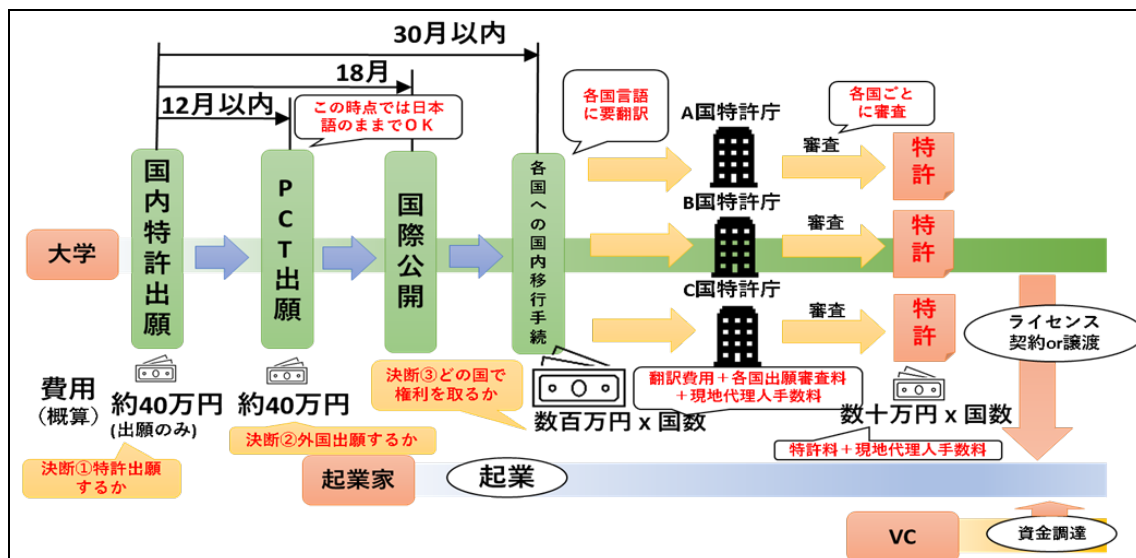 30月以内
18月
12月以内
この時点では日本
語のままでＯＫ
各国言語
に要翻訳
各国ごと
に審査
大学
国内特許出願
PCT出願
国際公開
各国への国内移行手続
A国特許庁
審査
特許
B国特許庁
審査
特許
C国特許庁
審査
特許
ライセンス
契約or譲渡
費用
（概算）
約40万円
(出願のみ)
約40万円
決断③どの国で
権利を取るか
数百万円 x 国数
翻訳費用＋各国出願審査料
＋現地代理人手数料
数十万円 x 国数
特許料＋現地代理人手数料
決断①特許出願
するか
決断②外国出願するか
起業家
起業
VC
資金調達